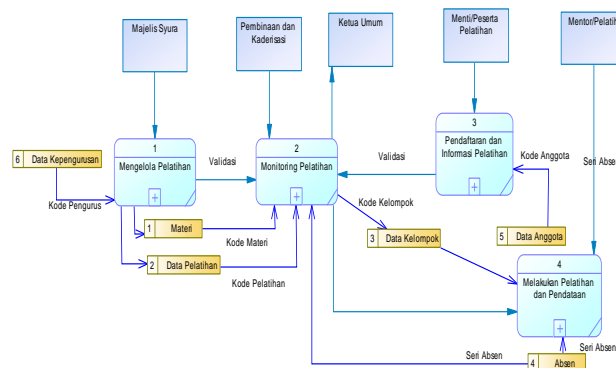 Majelis Syura
Pembinaan dan
Kaderisasi
Ketua Umum
Menti/Peserta
Pelatihan
Mentor/Pelatih
1
Mengelola Pelatihan
2
Monitoring Pelatihan
3
Pendaftaran dan
Informasi Pelatihan
4
Melakukan Pelatihan
dan Pendataan
6 Data Kepengurusan
Kode Pengurus
Validasi
Validasi
Kode Anggota
Seri Absen
1 Materi
Kode Materi
2 Data Pelatihan
Kode Pelatihan
Kode Kelompok
3 Data Kelompok
5 Data Anggota
Seri Absen
Seri Absen
4 Absen